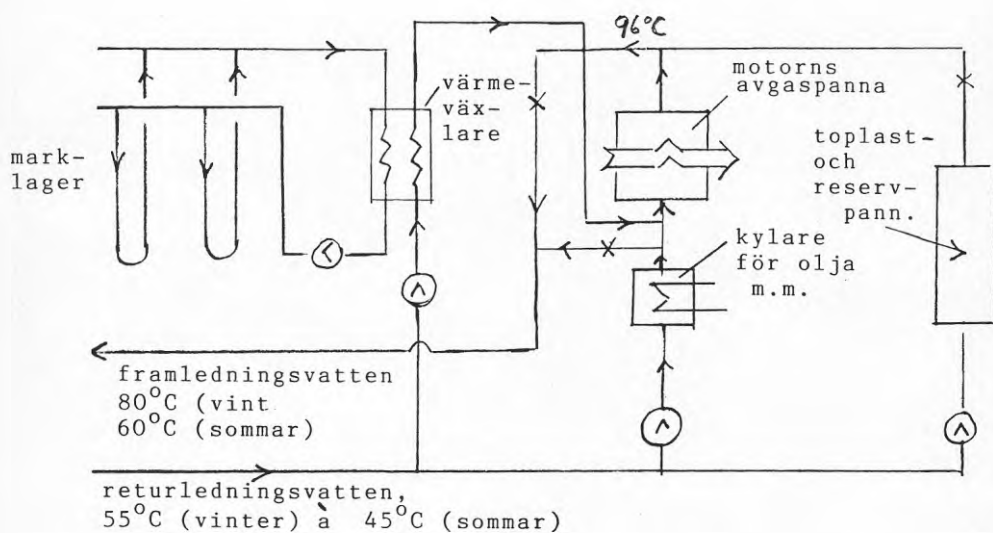 96°C
motorns
avgaspanna
värme-
väx-
lare
toplast-
och
reserv-
pann.
mark-
lager
kylare
för olja
m.m.
framledningsvatten
80°C (vint
60°C (sommar)
returledningsvatten,
55°C (vinter) à 45°C (sommar)